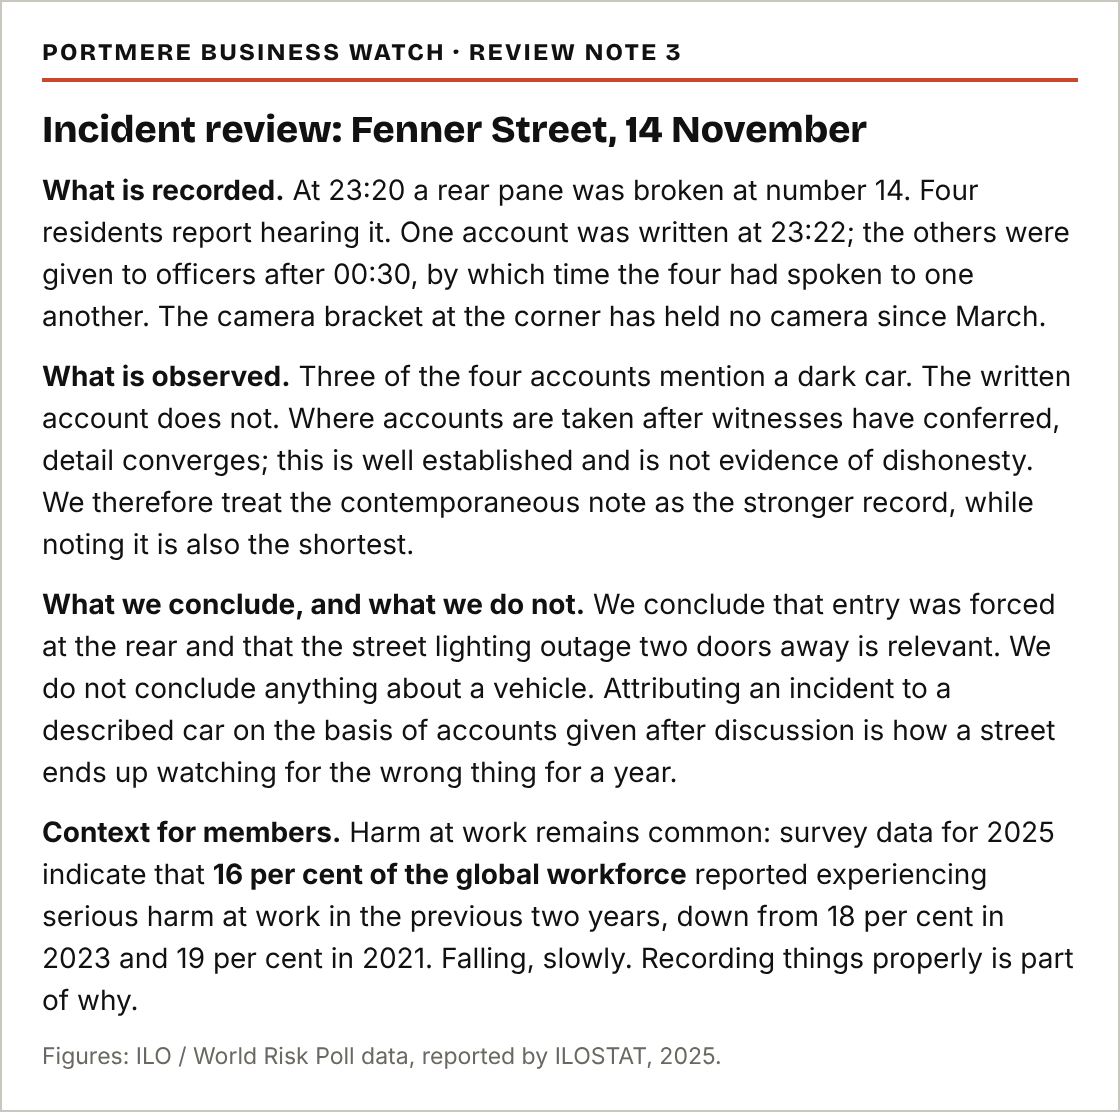 PORTMERE BUSINESS WATCH · REVIEW NOTE 3
Incident review: Fenner Street, 14 November
What is recorded. At 23:20 a rear pane was broken at number 14. Four
residents report hearing it. One account was written at 23:22; the others were
given to officers after 00:30, by which time the four had spoken to one
another. The camera bracket at the corner has held no camera since March.
What is observed. Three of the four accounts mention a dark car. The written
account does not. Where accounts are taken after witnesses have conferred,
detail converges; this is well established and is not evidence of dishonesty.
We therefore treat the contemporaneous note as the stronger record, while
noting it is also the shortest.
What we conclude, and what we do not. We conclude that entry was forced
at the rear and that the street lighting outage two doors away is relevant. We
do not conclude anything about a vehicle. Attributing an incident to a
described car on the basis of accounts given after discussion is how a street
ends up watching for the wrong thing for a year.
Context for members. Harm at work remains common: survey data for 2025
indicate that 16 per cent of the global workforce reported experiencing
serious harm at work in the previous two years, down from 18 per cent in
2023 and 19 per cent in 2021. Falling, slowly. Recording things properly is part
of why.
Figures: ILO / World Risk Poll data, reported by ILOSTAT, 2025.